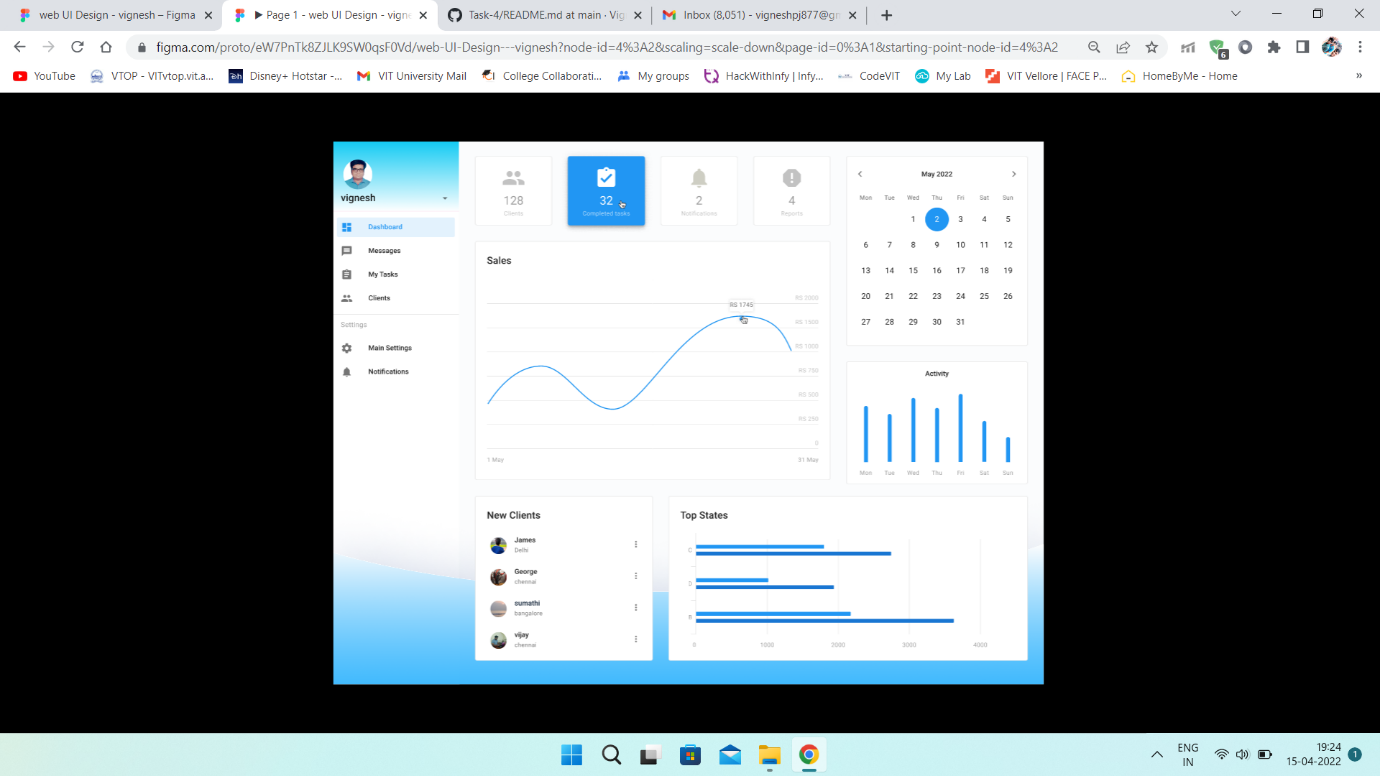 web UI Design - vignesh – Figma
Page 1 - web UI Design - vigne
Task-4/README.md at main · Vig
Inbox (8,051) - vigneshpj877@gm
figma.com/proto/eW7PnTk8ZJLK9SW0qsF0Vd/web-UI-Design---vignesh?node-id=4%3A2&scaling=scale-down&page-id=0%3A1&starting-point-node-id=4%3A2
6
YouTube
VTOP - VITvtop.vit.a...
Disney+ Hotstar -...
VIT University Mail
College Collaborati...
My groups
HackWithInfy | Infy...
CodeVIT
My Lab
VIT Vellore | FACE P...
HomeByMe - Home
»
vignesh
Dashboard
Messages
My Tasks
Clients
Settings
Main Settings
Notifications
128
Clients
32
Completed tasks
2
Notifications
4
Reports
May 2022
Mon Tue Wed Thu Fri Sat Sun
1 2 3 4 5
6 7 8 9 10 11 12
13 14 15 16 17 18 19
20 21 22 23 24 25 26
27 28 29 30 31
Sales
RS 1745
RS 2000
RS 1500
RS 1000
RS 750
RS 500
RS 250
0
1 May
31 May
Activity
Mon Tue Wed Thu Fri Sat Sun
New Clients
James
Delhi
George
chennai
sumathi
bangalore
vijay
chennai
Top States
C
D
B
0 1000 2000 3000 4000
ENG
IN
19:24
15-04-2022
1